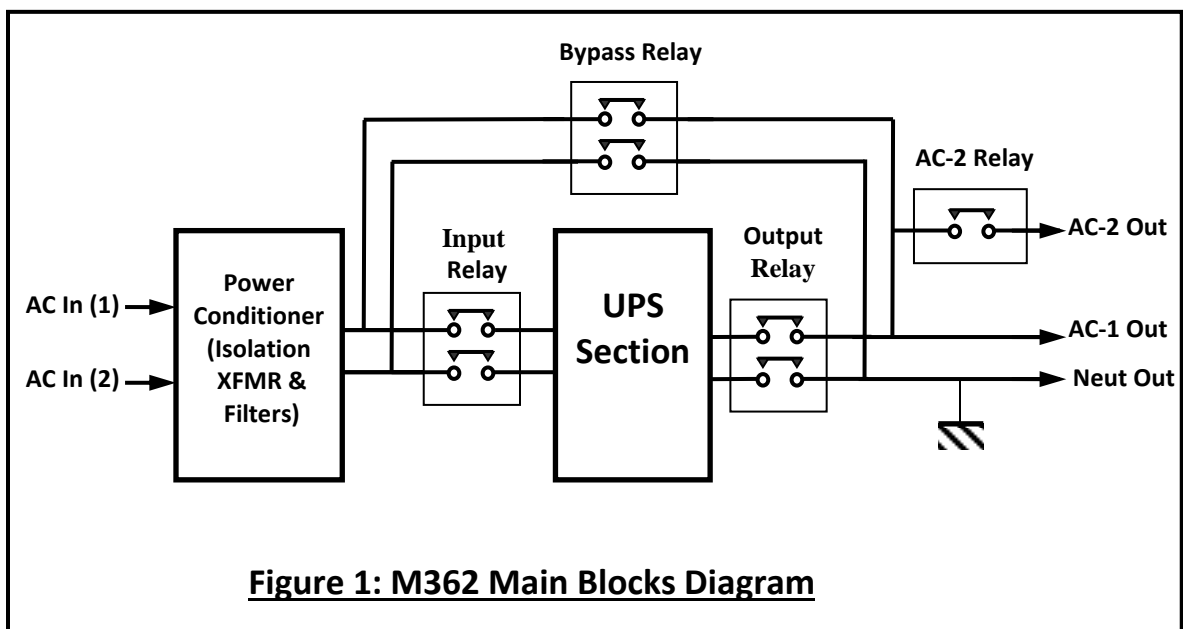 Bypass Relay
AC-2 Relay
AC-2 Out
Input
Relay
Output
Relay
Power
Conditioner
(Isolation
XFMR &
Filters)
UPS
Section
AC In (1)
AC In (2)
AC-1 Out
Neut Out
Figure 1: M362 Main Blocks Diagram